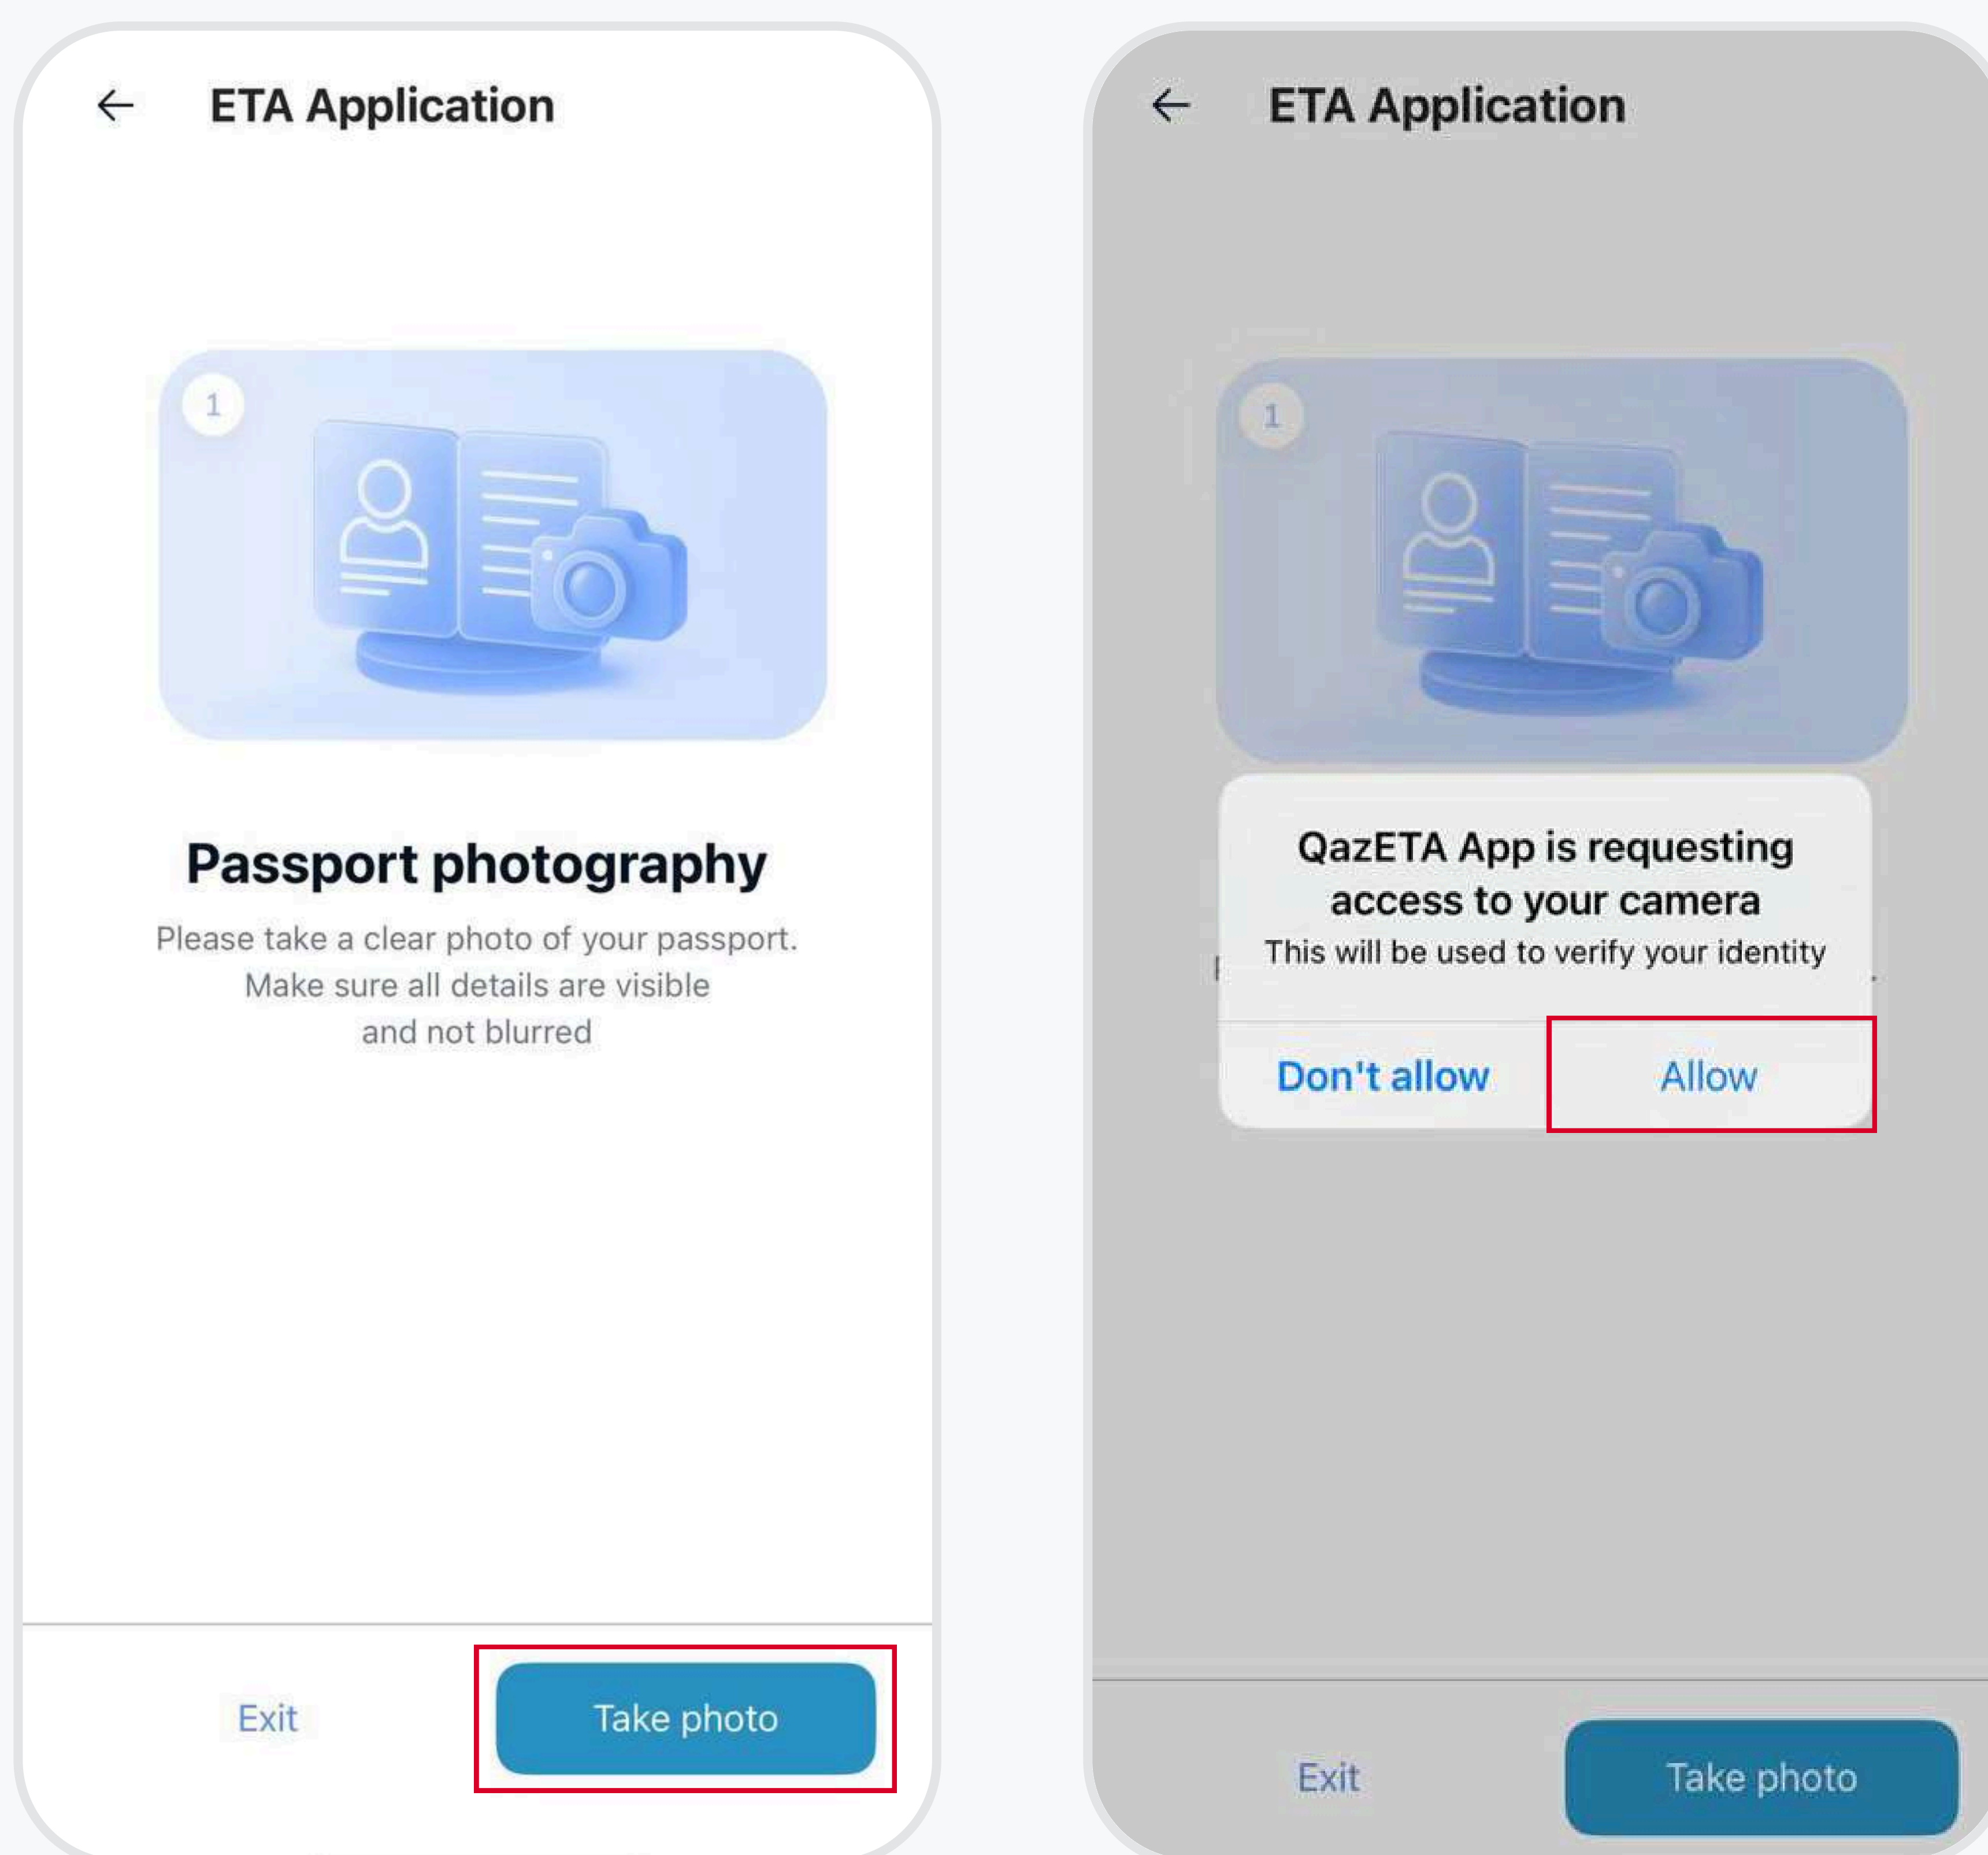 ETA Application
1
Passport photography
Please take a clear photo of your passport.
Make sure all details are visible
and not blurred
Exit
Take photo
ETA Application
1
QazETA App is requesting
access to your camera
This will be used to verify your identity
Don't allow
Allow
Exit
Take photo